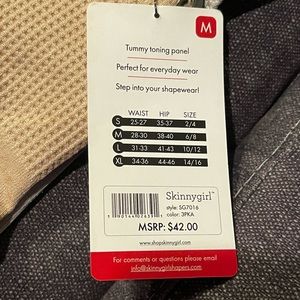 M
Tummy toning panel
Perfect for everyday wear
Step into your shapewear!
WAIST HIP SIZE
S 25-27 35-37 2/4
M 28-30 38-40 6/8
L 31-33 41-43 10/12
XL 34-36 44-46 14/16
Skinnygirl
style: SG7016
color: 3PKA
MSRP: $42.00
www.shopskinnygirl.com
For comments or questions please email
info@skinnygirlshapers.com